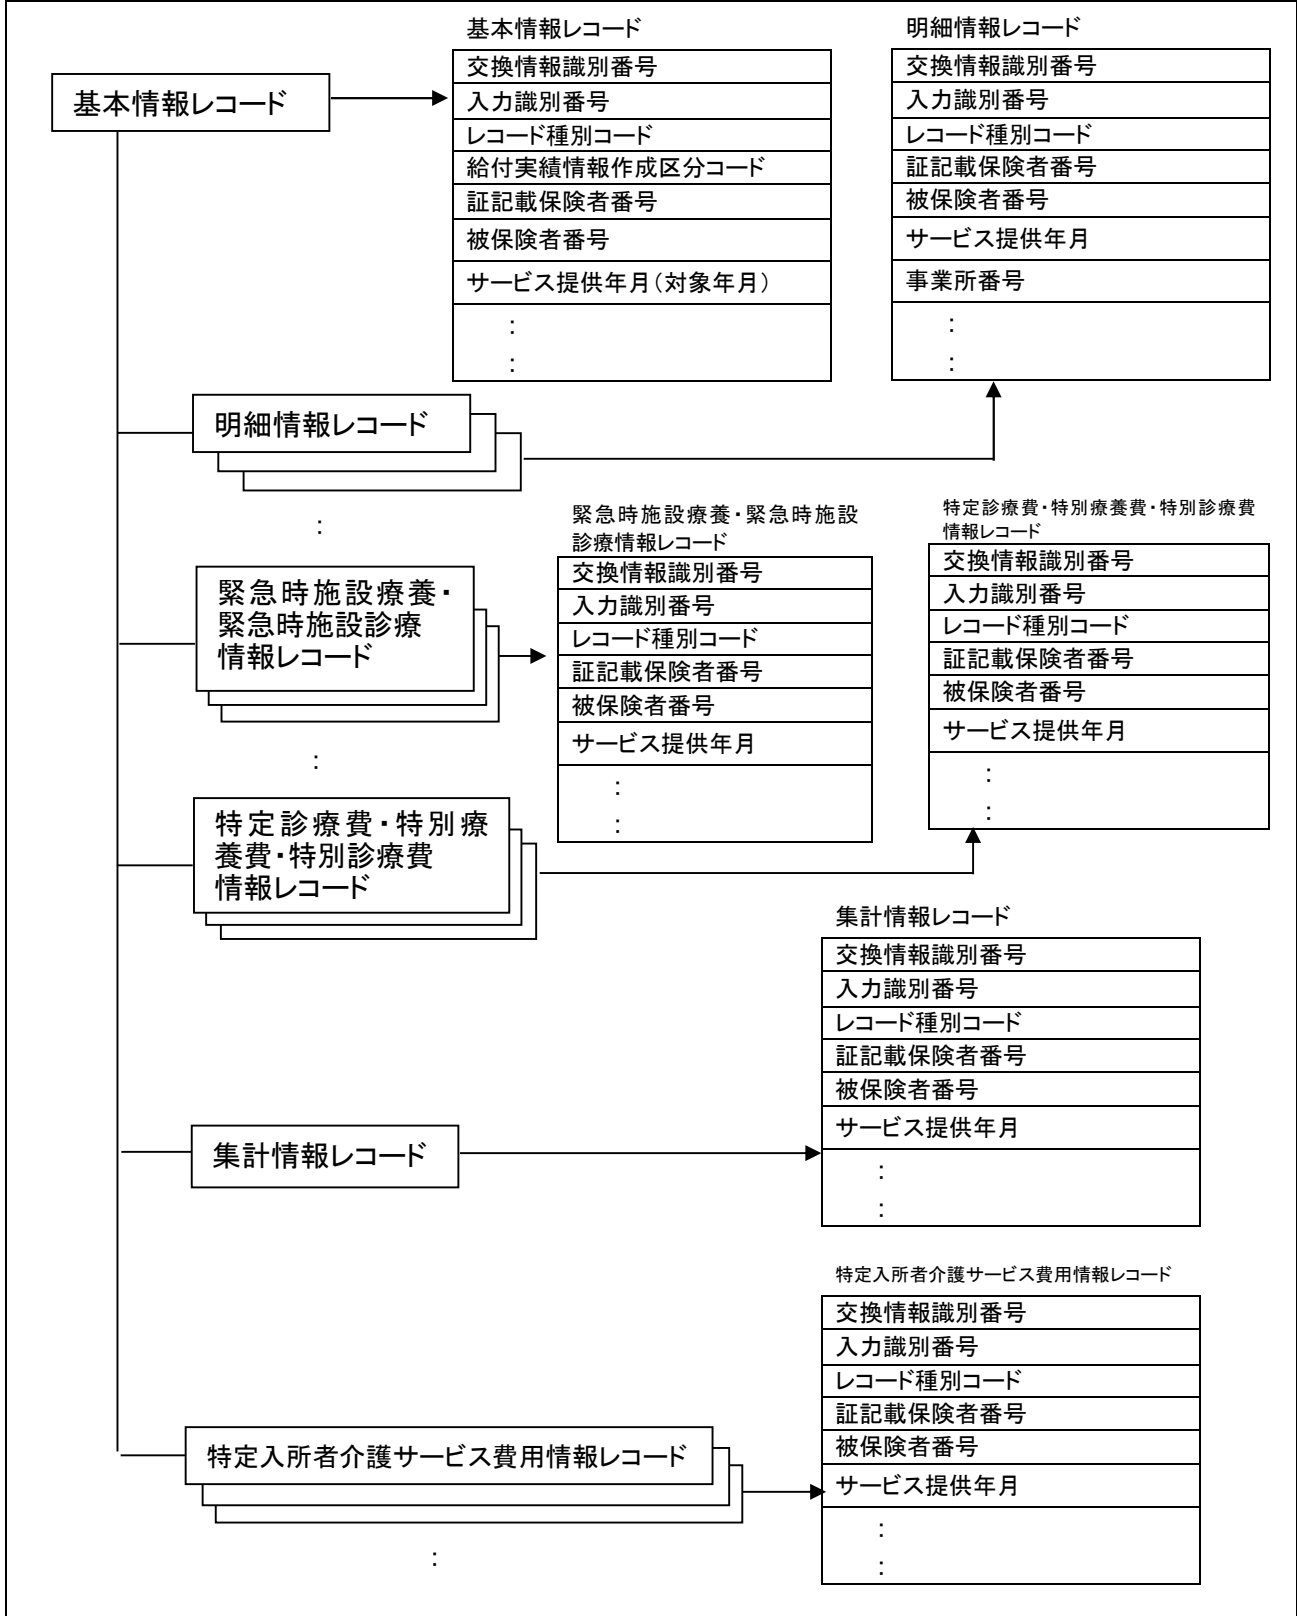 基本情報レコード
基本情報レコード
交換情報識別番号
入力識別番号
レコード種別コード
給付実績情報作成区分コード
証記載保険者番号
被保険者番号
サービス提供年月(対象年月)
:
:
明細情報レコード
交換情報識別番号
入力識別番号
レコード種別コード
証記載保険者番号
被保険者番号
サービス提供年月
事業所番号
:
:
明細情報レコード
:
緊急時施設療養・
緊急時施設診療
情報レコード
:
緊急時施設療養・緊急時施設
診療情報レコード
交換情報識別番号
入力識別番号
レコード種別コード
証記載保険者番号
被保険者番号
サービス提供年月
:
:
特定診療費・特別療養費・特別診療費
情報レコード
交換情報識別番号
入力識別番号
レコード種別コード
証記載保険者番号
被保険者番号
サービス提供年月
:
:
特定診療費・特別療
養費・特別診療費
情報レコード
集計情報レコード
交換情報識別番号
入力識別番号
レコード種別コード
証記載保険者番号
被保険者番号
サービス提供年月
:
:
集計情報レコード
特定入所者介護サービス費用情報レコード
交換情報識別番号
入力識別番号
レコード種別コード
証記載保険者番号
被保険者番号
サービス提供年月
:
:
特定入所者介護サービス費用情報レコード
: